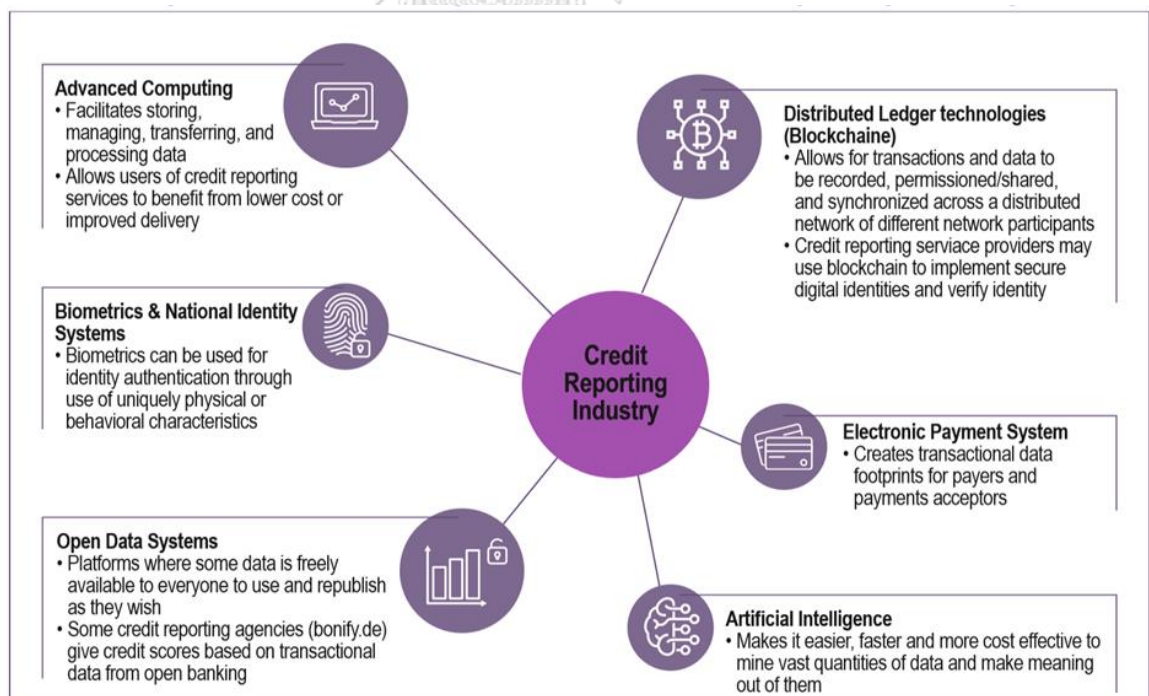 Advanced Computing
• Facilitates storing,
managing, transferring, and
processing data
• Allows users of credit reporting
services to benefit from lower cost or
improved delivery
Biometrics & National Identity
Systems
• Biometrics can be used for
identity authentication through
use of uniquely physical or
behavioral characteristics
Open Data Systems
• Platforms where some data is freely
available to everyone to use and republish
as they wish
• Some credit reporting agencies (bonify.de)
give credit scores based on transactional
data from open banking
Credit
Reporting
Industry
Distributed Ledger technologies
(Blockchaine)
• Allows for transactions and data to
be recorded, permissioned/shared,
and synchronized across a distributed
network of different network participants
• Credit reporting serviace providers may
use blockchain to implement secure
digital identities and verify identity
Electronic Payment System
• Creates transactional data
footprints for payers and
payments acceptors
Artificial Intelligence
• Makes it easier, faster and more cost effective to
mine vast quantities of data and make meaning
out of them